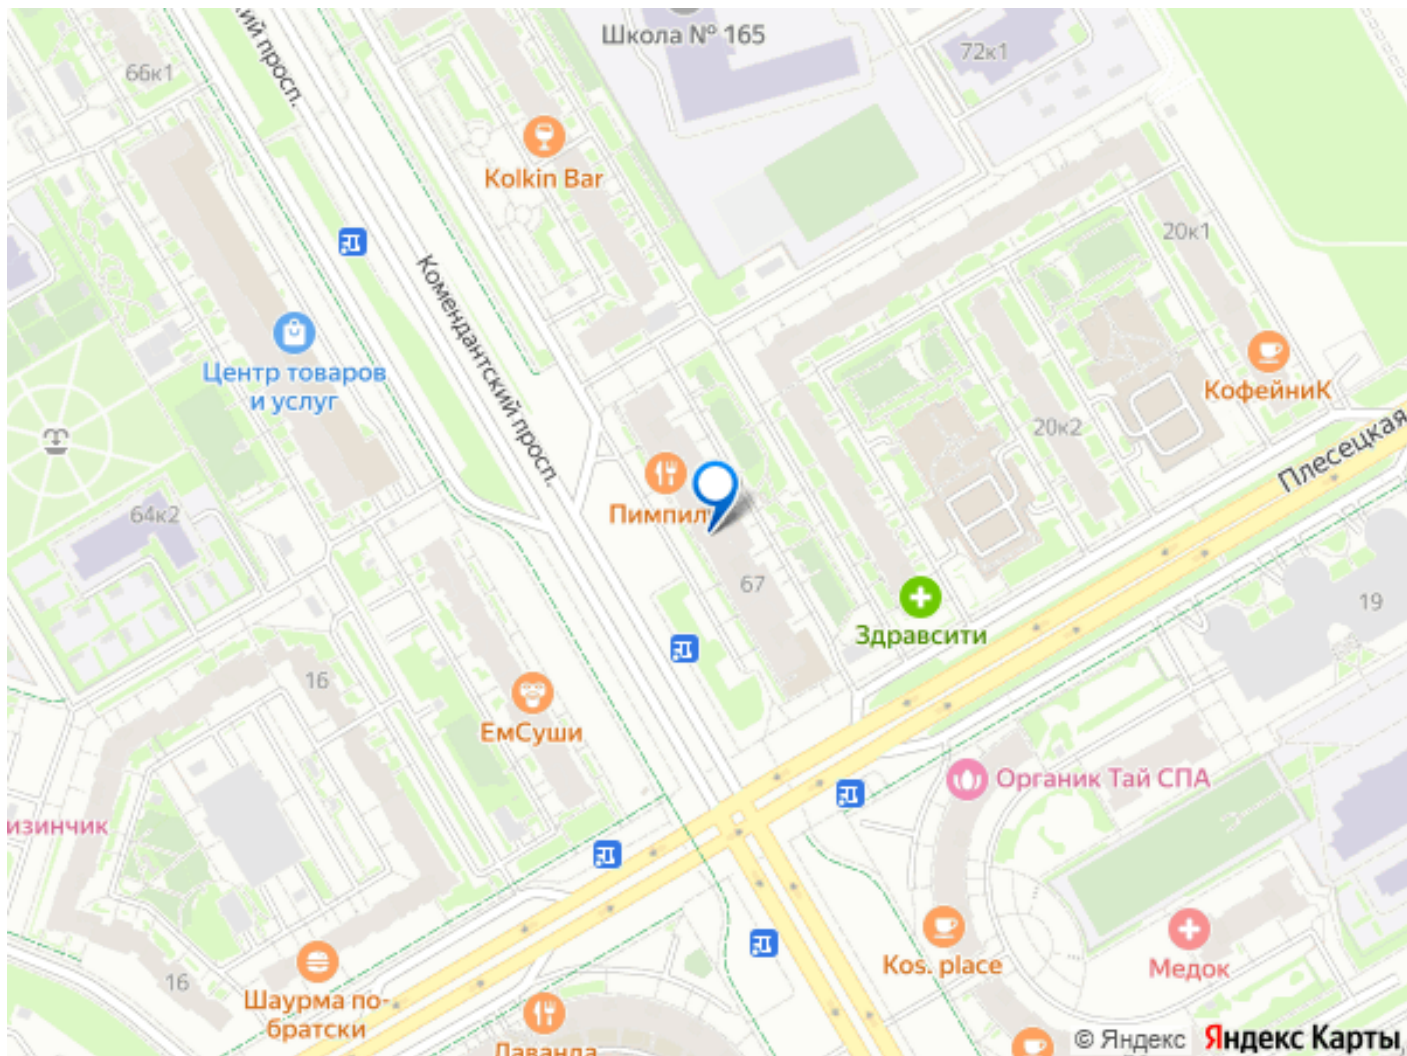 ий просп.
Школа № 165
66к1
72к1
Kolkin Bar
20к1
Комендантский просп.
Центр товаров
и услуг
КофейниК
20к2
Плесецкая
64к2
Пимпил
67
19
Здравсити
16
ЕмСуши
Органик Тай СПА
изинчик
Kos. place
Медок
16
Шаурма по-
братски
Лаванда
© Яндекс Яндекс Карты